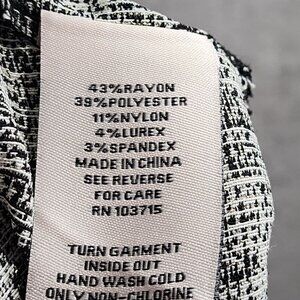 43%RAYON
39%POLYESTER
11%NYLON
4%LUREX
3%SPANDEX
MADE IN CHINA
SEE REVERSE
FOR CARE
RN 103715
TURN GARMENT
INSIDE OUT
HAND WASH COLD
ONLY NON-CHLORINE